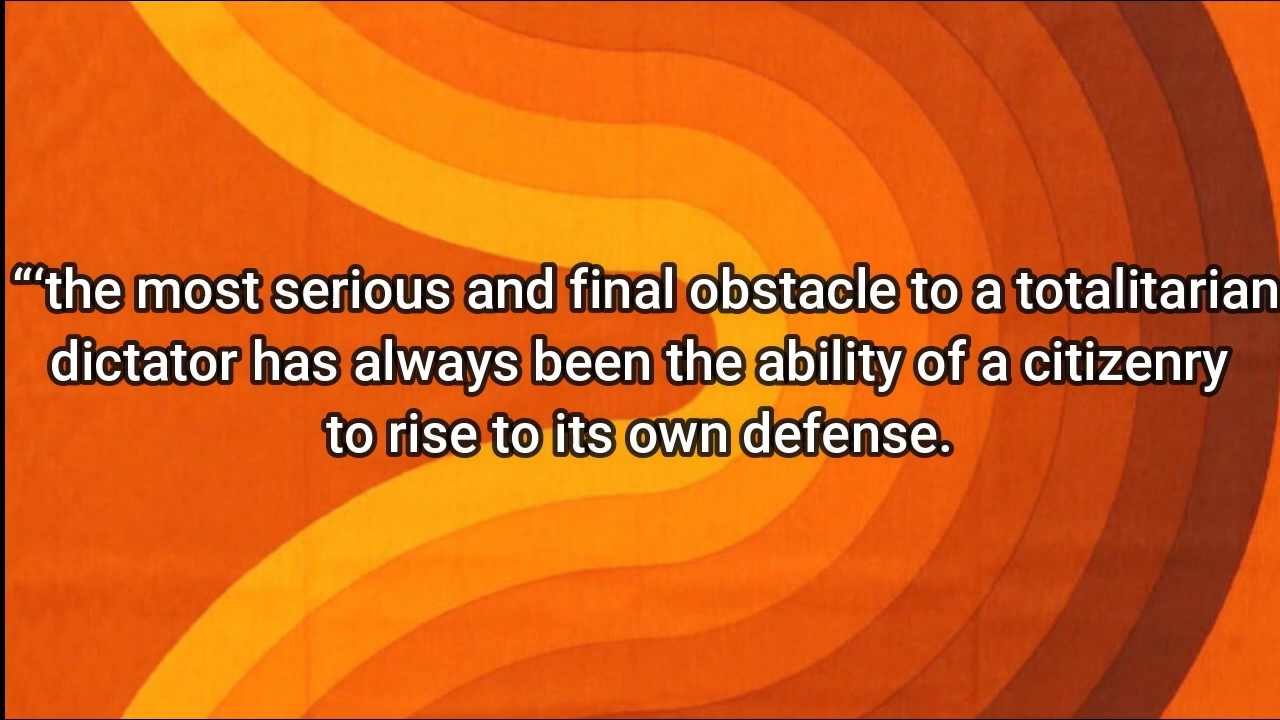 “‘the most serious and final obstacle to a totalitarian
dictator has always been the ability of a citizenry
to rise to its own defense.